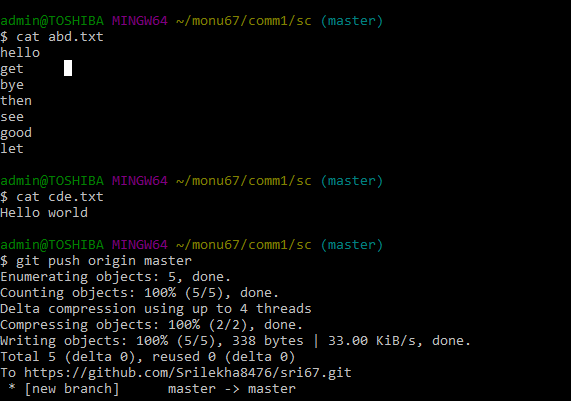 admin@TOSHIBA MINGW64 ~/monu67/comm1/sc (master)
$ cat abd.txt
hello
get
bye
then
see
good
let
admin@TOSHIBA MINGW64 ~/monu67/comm1/sc (master)
$ cat cde.txt
Hello world
admin@TOSHIBA MINGW64 ~/monu67/comm1/sc (master)
$ git push origin master
Enumerating objects: 5, done.
Counting objects: 100% (5/5), done.
Delta compression using up to 4 threads
Compressing objects: 100% (2/2), done.
Writing objects: 100% (5/5), 338 bytes | 33.00 KiB/s, done.
Total 5 (delta 0), reused 0 (delta 0)
To https://github.com/Srilekha8476/sri67.git
 * [new branch]      master -> master